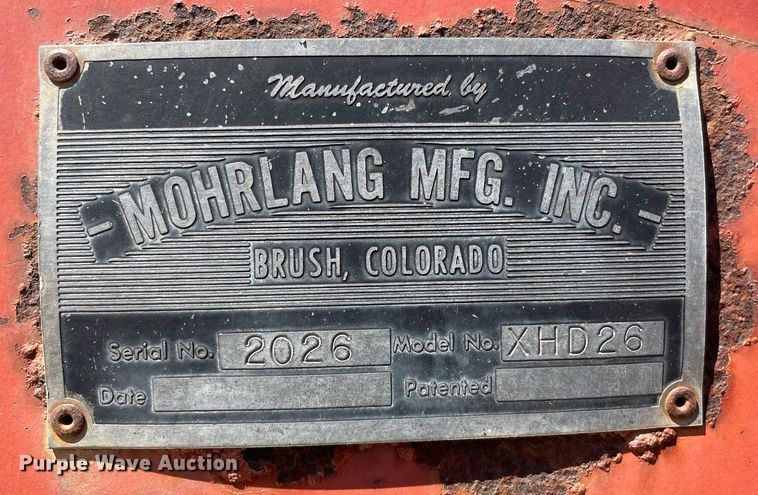 Manufactured by
- MOHRLANG MFG. INC. -
BRUSH, COLORADO
Serial No. 2026 Model No. XHD26
Date Patented
Purple Wave Auction